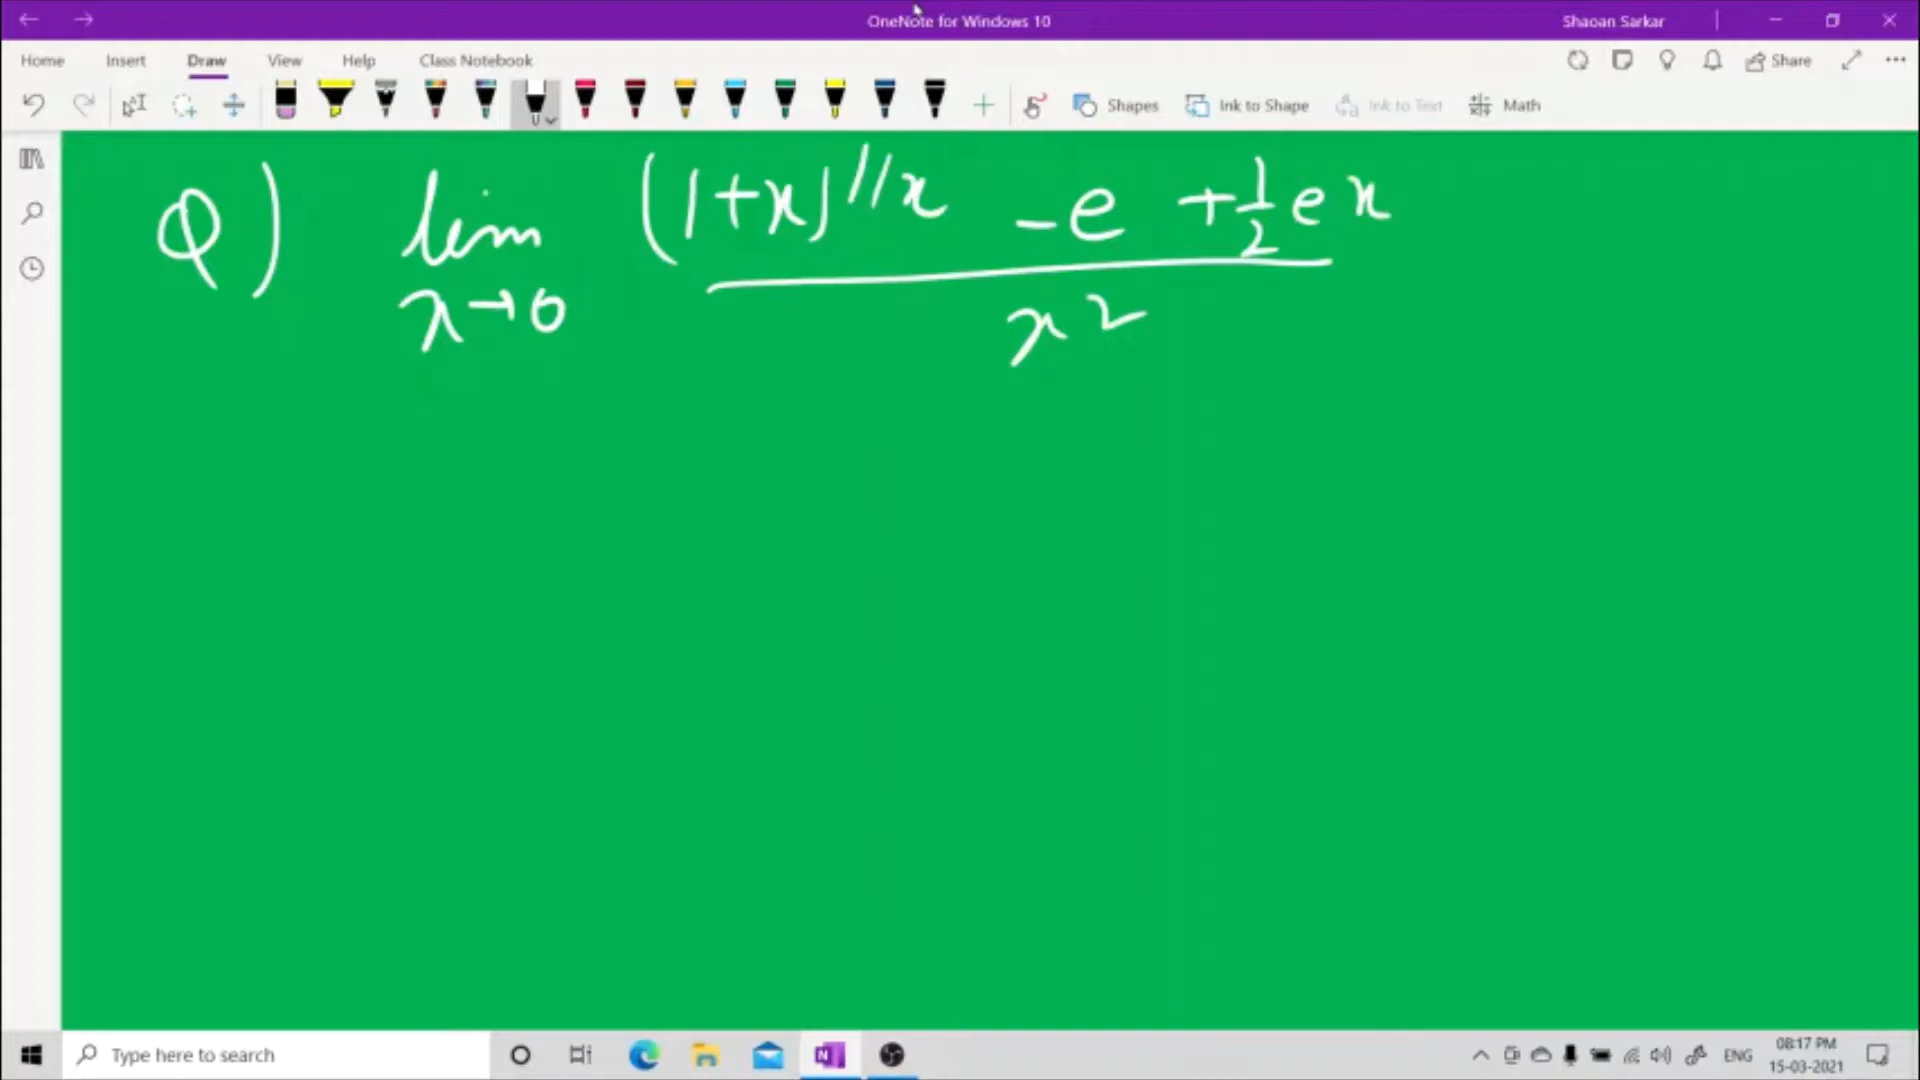 OneNote for Windows 10
Shaoan Sarkar
Home Insert Draw View Help Class Notebook
Share
Shapes Ink to Shape Ink to Text Math
Q) lim x→0 ((1+x)^1/x - e + 1/2 e x) / x^2
Type here to search
ENG
08:17 PM
15-03-2021